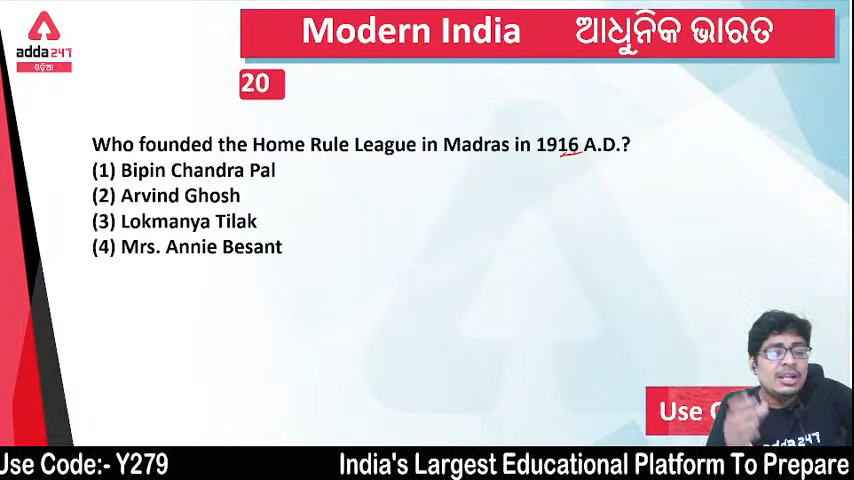 Modern India ଆଧୁନିକ ଭାରତ
adda247
ଓଡ଼ିଆ
20
Who founded the Home Rule League in Madras in 1916 A.D.?
(1) Bipin Chandra Pal
(2) Arvind Ghosh
(3) Lokmanya Tilak
(4) Mrs. Annie Besant
Use
adda247
Use Code:- Y279 India's Largest Educational Platform To Prepare